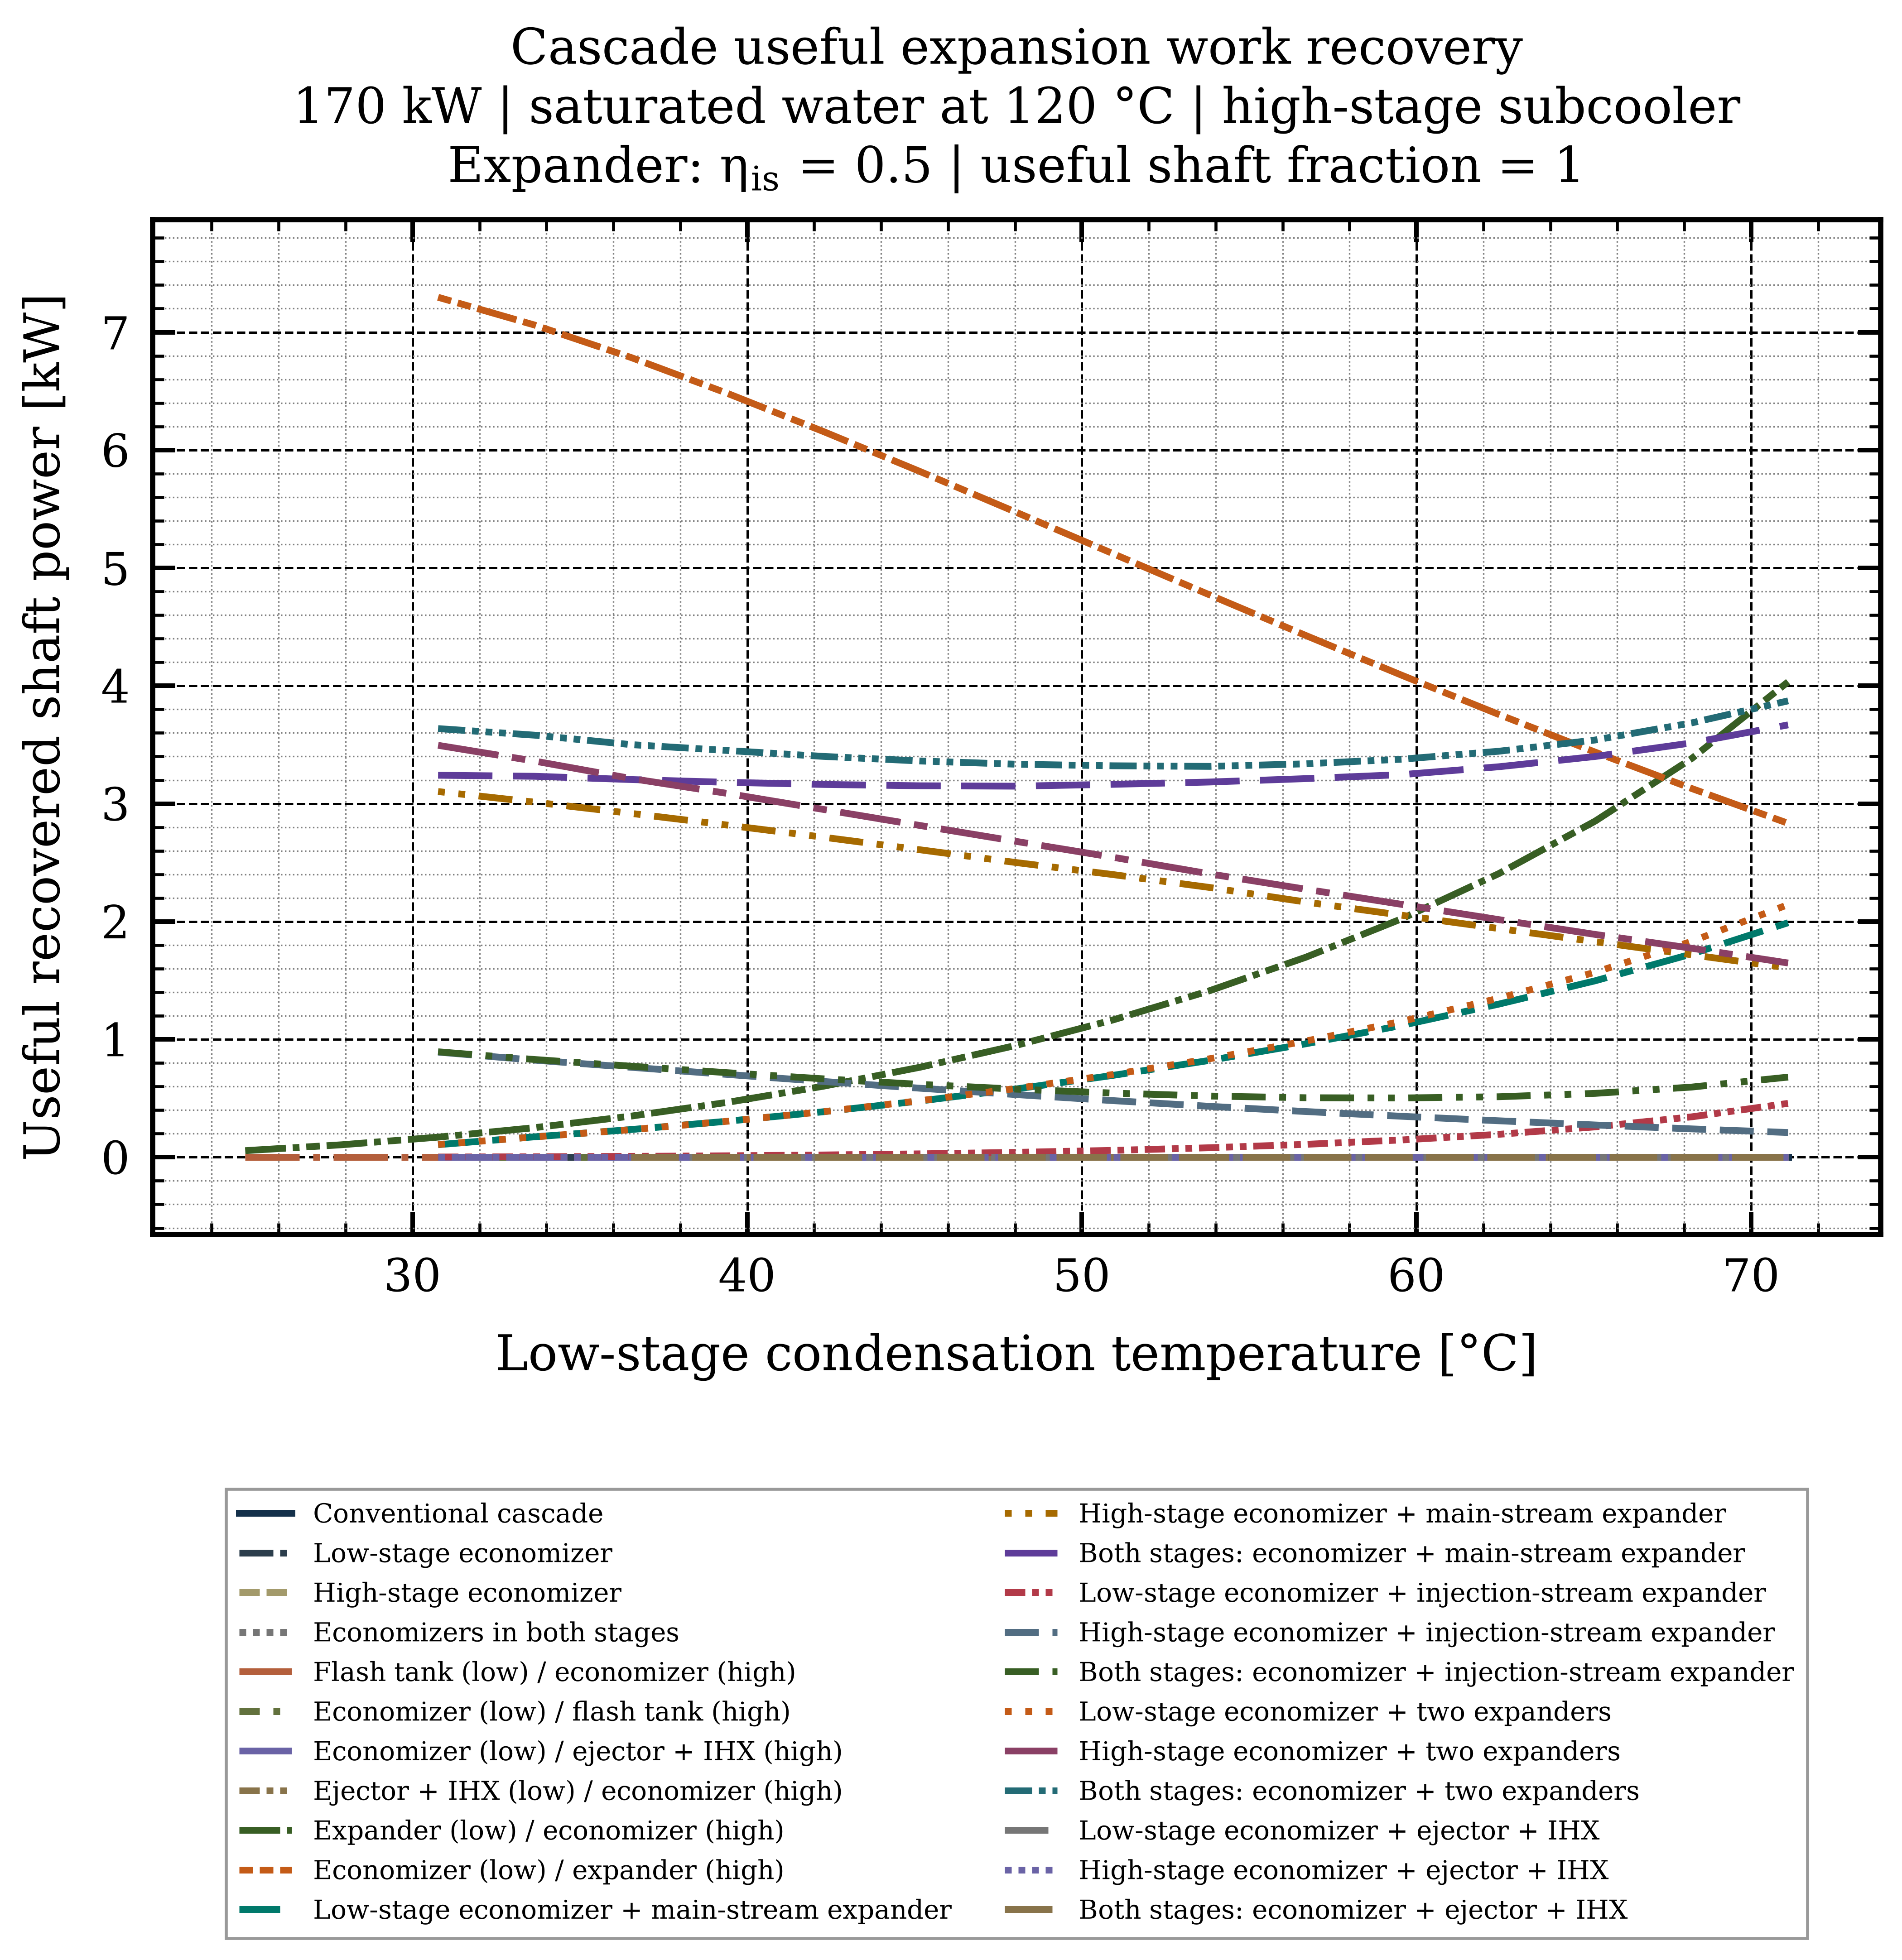 Cascade useful expansion work recovery
170 kW | saturated water at 120 °C | high-stage subcooler
Expander: ηis = 0.5 | useful shaft fraction = 1
Useful recovered shaft power [kW]
7
6
5
4
3
2
1
0
30 40 50 60 70
Low-stage condensation temperature [°C]
Conventional cascade
Low-stage economizer
High-stage economizer
Economizers in both stages
Flash tank (low) / economizer (high)
Economizer (low) / flash tank (high)
Economizer (low) / ejector + IHX (high)
Ejector + IHX (low) / economizer (high)
Expander (low) / economizer (high)
Economizer (low) / expander (high)
Low-stage economizer + main-stream expander
High-stage economizer + main-stream expander
Both stages: economizer + main-stream expander
Low-stage economizer + injection-stream expander
High-stage economizer + injection-stream expander
Both stages: economizer + injection-stream expander
Low-stage economizer + two expanders
High-stage economizer + two expanders
Both stages: economizer + two expanders
Low-stage economizer + ejector + IHX
High-stage economizer + ejector + IHX
Both stages: economizer + ejector + IHX